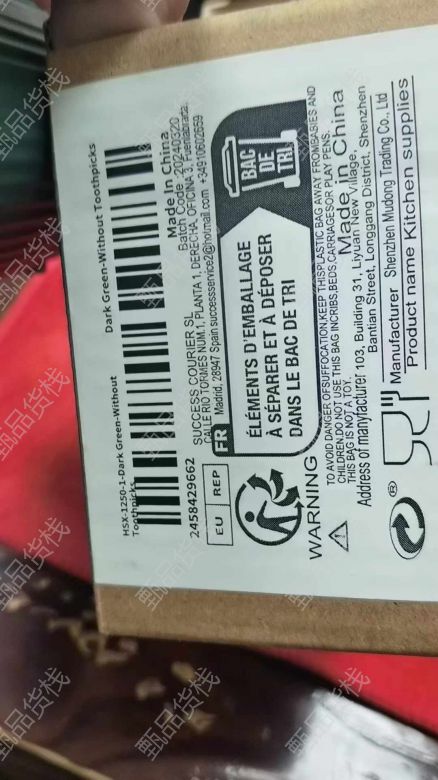 HSX-1250-1-Dark Green-Without
Toothpicks
Dark Green-Without Toothpicks
2458429662
Made In China
Batch Code :202403220
EU REP
SUCCESS COURIER SL
CALLE RIO TORMES NUM.1, PLANTA 1, DERECHA, OFICINA 3, Fuenlabrada,
Madrid, 28947 Spain successservice2@hotmail.com +34910602659
FR
ÉLÉMENTS D'EMBALLAGE
À SÉPARER ET À DÉPOSER
DANS LE BAC DE TRI
BAC
DE
TRI
WARNING
TO AVOID DANGER OFSUFFOCATION,KEEP THISPLASTIC BAG AWAY FROMBABIES AND
CHILDREN.DO NOT USE THIS BAG INCRIBS,BEDS,CARRIAGESOR PLAY PENS.
THIS BAG IS NOT A TOY.
Made in China
Address of manufacturer 103, Building 31, Liyuan New Village,
Bantian Street, Longgang District, Shenzhen
Manufacturer Shenzhen Mudong Trading Co., Ltd
Product name Kitchen supplies
®
甄品货栈